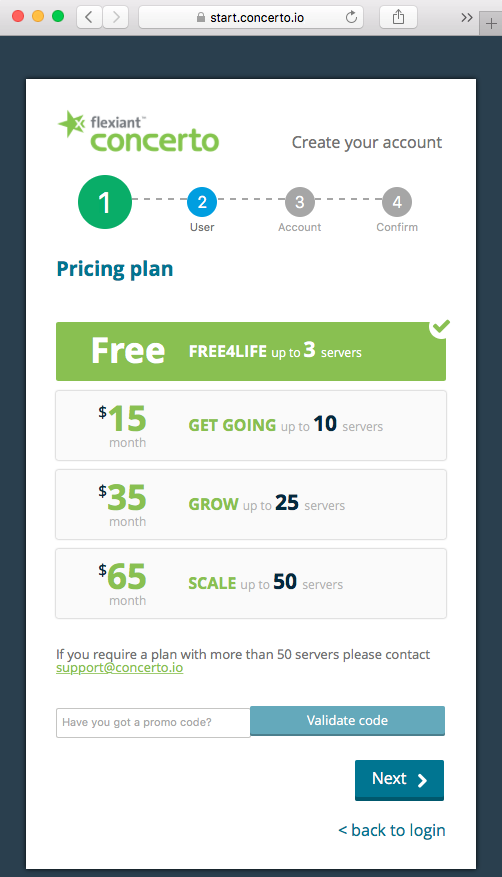 start.concerto.io
flexiant™
concerto
Create your account
1 2 3 4
User Account Confirm
Pricing plan
Free FREE4LIFE up to 3 servers
$15 GET GOING up to 10 servers
month
$35 GROW up to 25 servers
month
$65 SCALE up to 50 servers
month
If you require a plan with more than 50 servers please contact
support@concerto.io
Have you got a promo code? Validate code
Next
< back to login